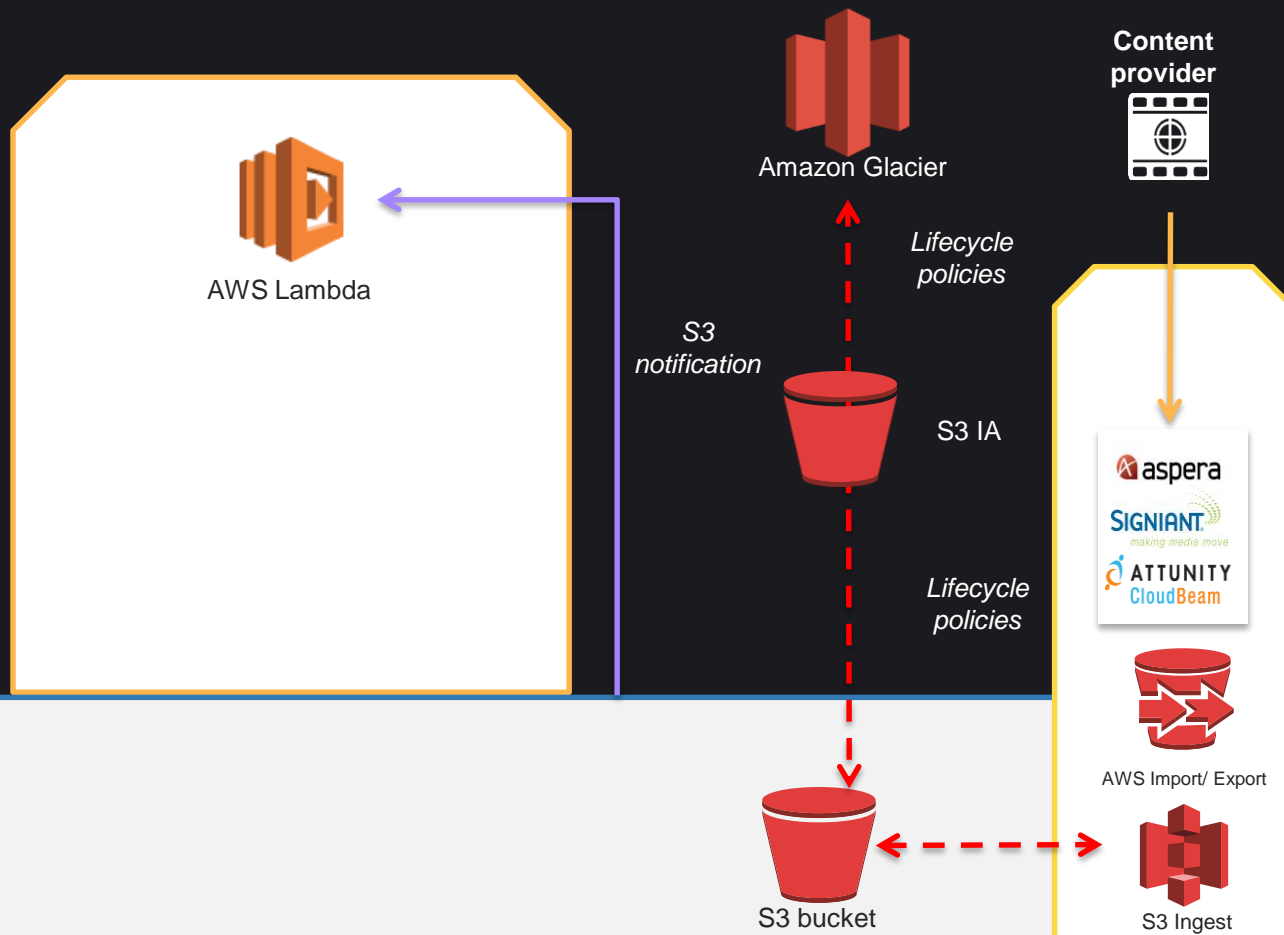 Content
provider
Amazon Glacier
Lifecycle
policies
AWS Lambda
S3
notification
S3 IA
aspera
SIGNIANT
making media move
ATTUNITY
CloudBeam
Lifecycle
policies
AWS Import/ Export
S3 bucket
S3 Ingest